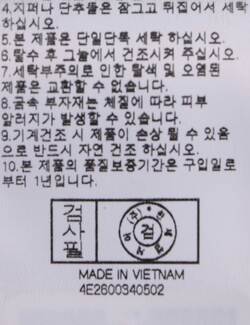 4.지퍼나 단추들은 잠그고 뒤집어서 세탁
하십시오.
5.본 제품은 단일단독 세탁 하십시오.
6.탈수 후 그늘에서 건조시켜 주십시오.
7.세탁부주의로 인한 탈색 및 오염된
제품은 교환할 수 없습니다.
8.금속 부자재는 체질에 따라 피부
알러지가 발생할 수 있습니다.
9.기계건조 시 제품이 손상 될 수 있음
으로 반드시 자연 건조 하십시오.
10.본 제품의 품질보증기간은 구입일로
부터 1년입니다.
검사필
검
MADE IN VIETNAM
4E2600340502